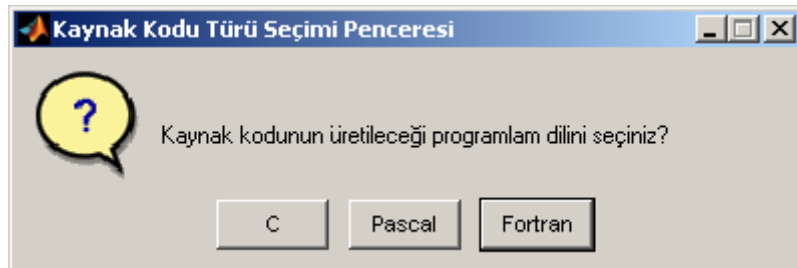 Kaynak Kodu Türü Seçimi Penceresi
?
Kaynak kodunun üretileceği programlam dilini seçiniz?
C Pascal Fortran